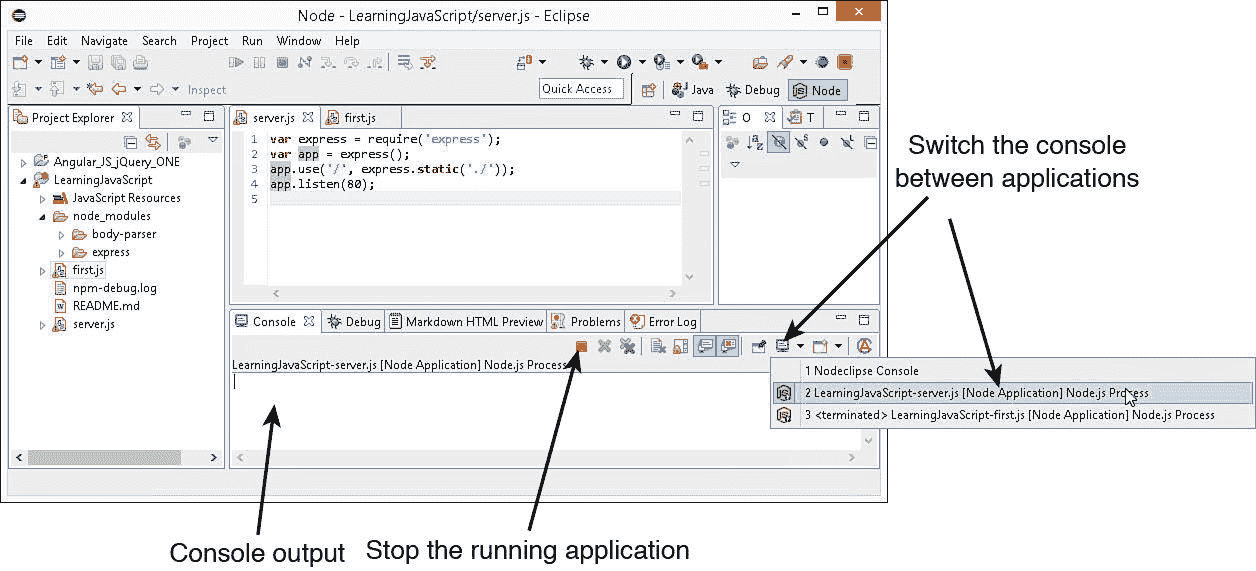 Node - LearningJavaScript/server.js - Eclipse
File Edit Navigate Search Project Run Window Help
Inspect
Quick Access
Java
Debug
Node
Project Explorer
Angular_JS_jQuery_ONE
LearningJavaScript
JavaScript Resources
node_modules
body-parser
express
first.js
npm-debug.log
README.md
server.js
server.js
first.js
1 var express = require('express');
2 var app = express();
3 app.use('/', express.static('./'));
4 app.listen(80);
5
O
T
Console
Debug
Markdown HTML Preview
Problems
Error Log
LearningJavaScript-server.js [Node Application] Node.js Process
1 Nodeclipse Console
2 LearningJavaScript-server.js [Node Application] Node.js Process
3 <terminated> LearningJavaScript-first.js [Node Application] Node.js Process
Switch the console
between applications
Console output
Stop the running application